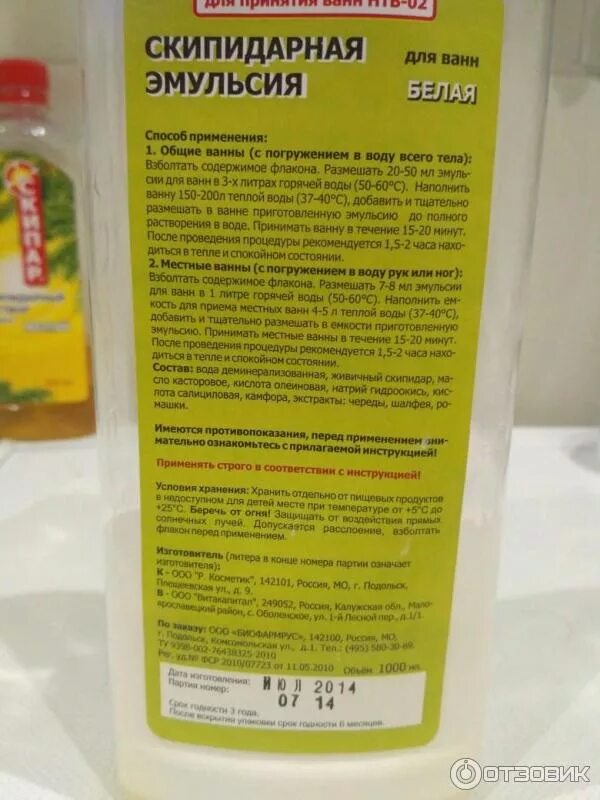 для принятия ванн НТВ-02
СКИПИДАРНАЯ
ЭМУЛЬСИЯ
для ванн
БЕЛАЯ
Способ применения:
1. Общие ванны (с погружением в воду всего тела):
Взболтать содержимое флакона. Размешать 20-50 мл эмуль-
сии для ванн в 3-х литрах горячей воды (50-60°С). Наполнить
ванну 150-200л теплой воды (37-40°С), добавить и тщательно
размешать в ванне приготовленную эмульсию до полного
растворения в воде. Принимать ванну в течение 15-20 минут.
После проведения процедуры рекомендуется 1,5-2 часа нахо-
диться в тепле и спокойном состоянии.
2. Местные ванны (с погружением в воду рук или ног):
Взболтать содержимое флакона. Размешать 7-8 мл эмульсии
для ванн в 1 литре горячей воды (50-60°С). Наполнить ем-
кость для приема местных ванн 4-5 л теплой воды (37-40°С),
добавить и тщательно размешать в емкости приготовленную
эмульсию. Принимать местные ванны в течение 15-20 минут.
После проведения процедуры рекомендуется 1,5-2 часа нахо-
диться в тепле и спокойном состоянии.
Состав: вода деминерализованная, живичный скипидар, ма-
сло касторовое, кислота олеиновая, натрий гидроокись, кис-
лота салициловая, камфора, экстракты: череды, шалфея, ро-
машки.
Имеются противопоказания, перед применением вни-
мательно ознакомьтесь с прилагаемой инструкцией!
Применять строго в соответствии с инструкцией!
Условия хранения: Хранить отдельно от пищевых продуктов
в недоступном для детей месте при температуре от +5°С до
+25°С. Беречь от огня! Защищать от воздействия прямых
солнечных лучей. Допускается расслоение, взболтать
флакон перед применением.
Изготовитель (литера в конце номера партии означает
изготовителя):
К - ООО "Р. Косметик", 142101, Россия, МО, г. Подольск,
Плещеевская ул., д. 9.
В - ООО "Витакапитал", 249052, Россия, Калужская обл., Мало-
ярославецкий район, с. Оболенское, ул. 1-й Лесной пер., д.1/1.
По заказу: ООО «БИОФАРМРУС», 142100, Россия, МО,
г. Подольск, Комсомольская ул., д.1. Тел.: (495) 580-30-69.
ТУ 9398-002-76438325-2010
Рег. уд.№ ФСР 2010/07723 от 11.05.2010 Объём 1000 мл.
Дата изготовления: ИЮЛ 2014
Партия номер: 07 14
Срок годности 3 года.
После вскрытия упаковки срок годности 6 месяцев.
СКИПАР
ОТЗОВИК